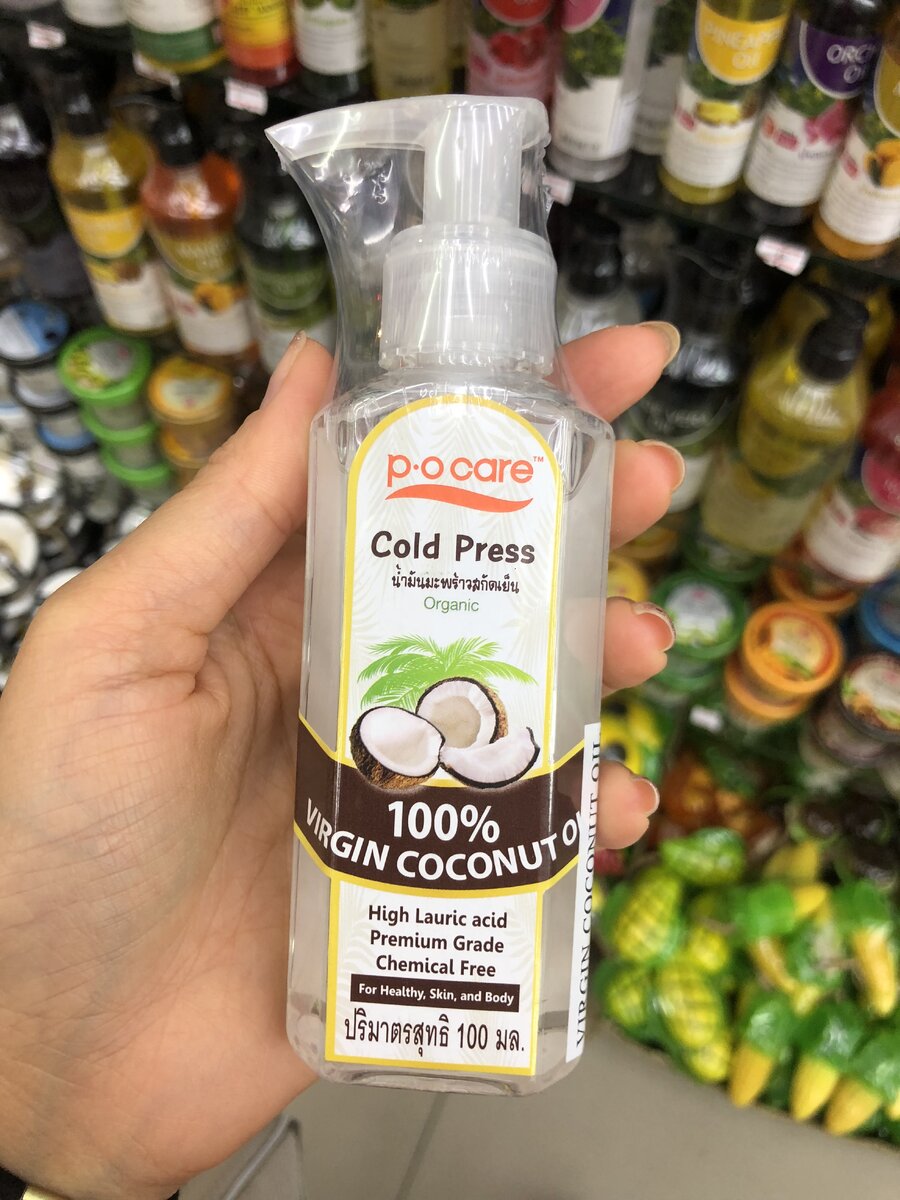 p·o care™
Cold Press
น้ำมันมะพร้าวสกัดเย็น
Organic
100%
VIRGIN COCONUT
High Lauric acid
Premium Grade
Chemical Free
For Healthy, Skin, and Body
ปริมาตรสุทธิ 100 มล.
VIRGIN COCONUT OIL
PINEAPPLE
OIL